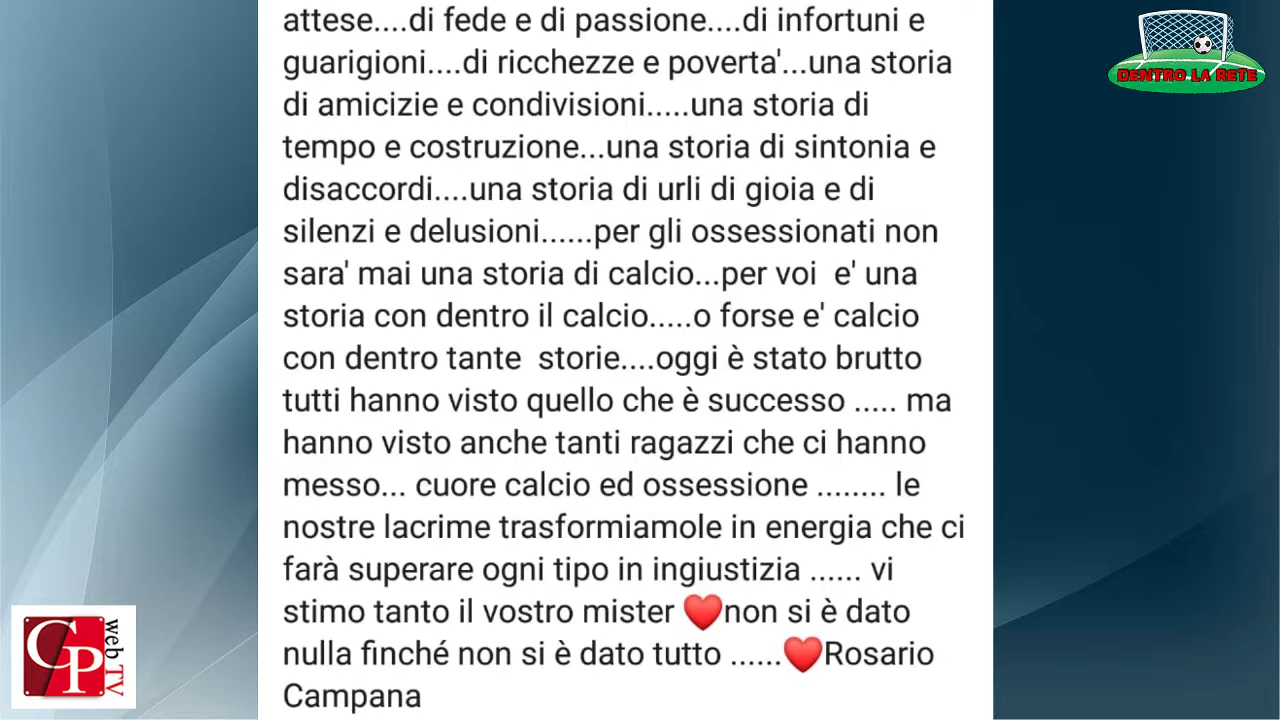 attese....di fede e di passione....di infortuni e
guarigioni....di ricchezze e poverta'...una storia
di amicizie e condivisioni.....una storia di
tempo e costruzione...una storia di sintonia e
disaccordi....una storia di urli di gioia e di
silenzi e delusioni......per gli ossessionati non
sara' mai una storia di calcio...per voi  e' una
storia con dentro il calcio.....o forse e' calcio
con dentro tante  storie....oggi è stato brutto
tutti hanno visto quello che è successo ..... ma
hanno visto anche tanti ragazzi che ci hanno
messo... cuore calcio ed ossessione ........ le
nostre lacrime trasformiamole in energia che ci
farà superare ogni tipo in ingiustizia ...... vi
stimo tanto il vostro mister ❤️non si è dato
nulla finché non si è dato tutto ......❤️Rosario
Campana
DENTRO LA RETE
CP
web TV